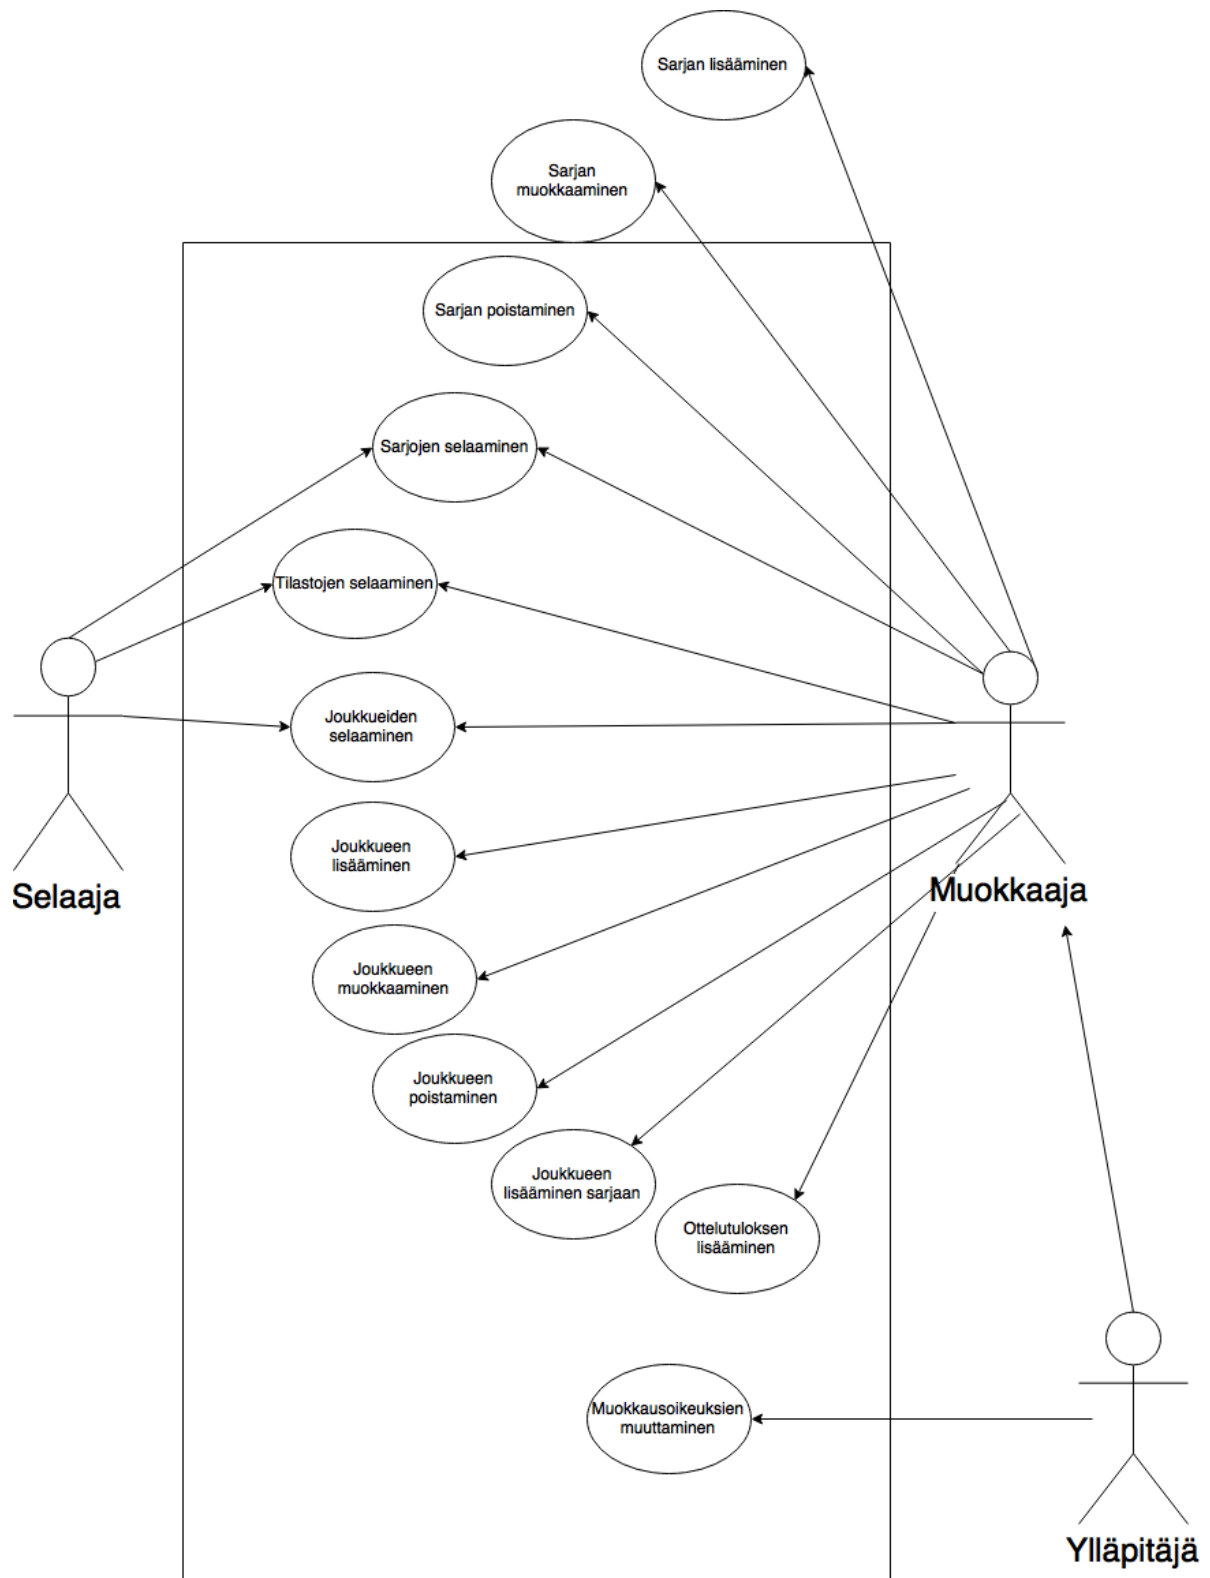 Sarjan lisääminen
Sarjan
muokkaaminen
Sarjan poistaminen
Sarjojen selaaminen
Tilastojen selaaminen
Joukkueiden
selaaminen
Joukkueen
lisääminen
Selaaja
Muokkaaja
Joukkueen
muokkaaminen
Joukkueen
poistaminen
Joukkueen
lisääminen sarjaan
Ottelutuloksen
lisääminen
Muokkausoikeuksien
muuttaminen
Ylläpitäjä